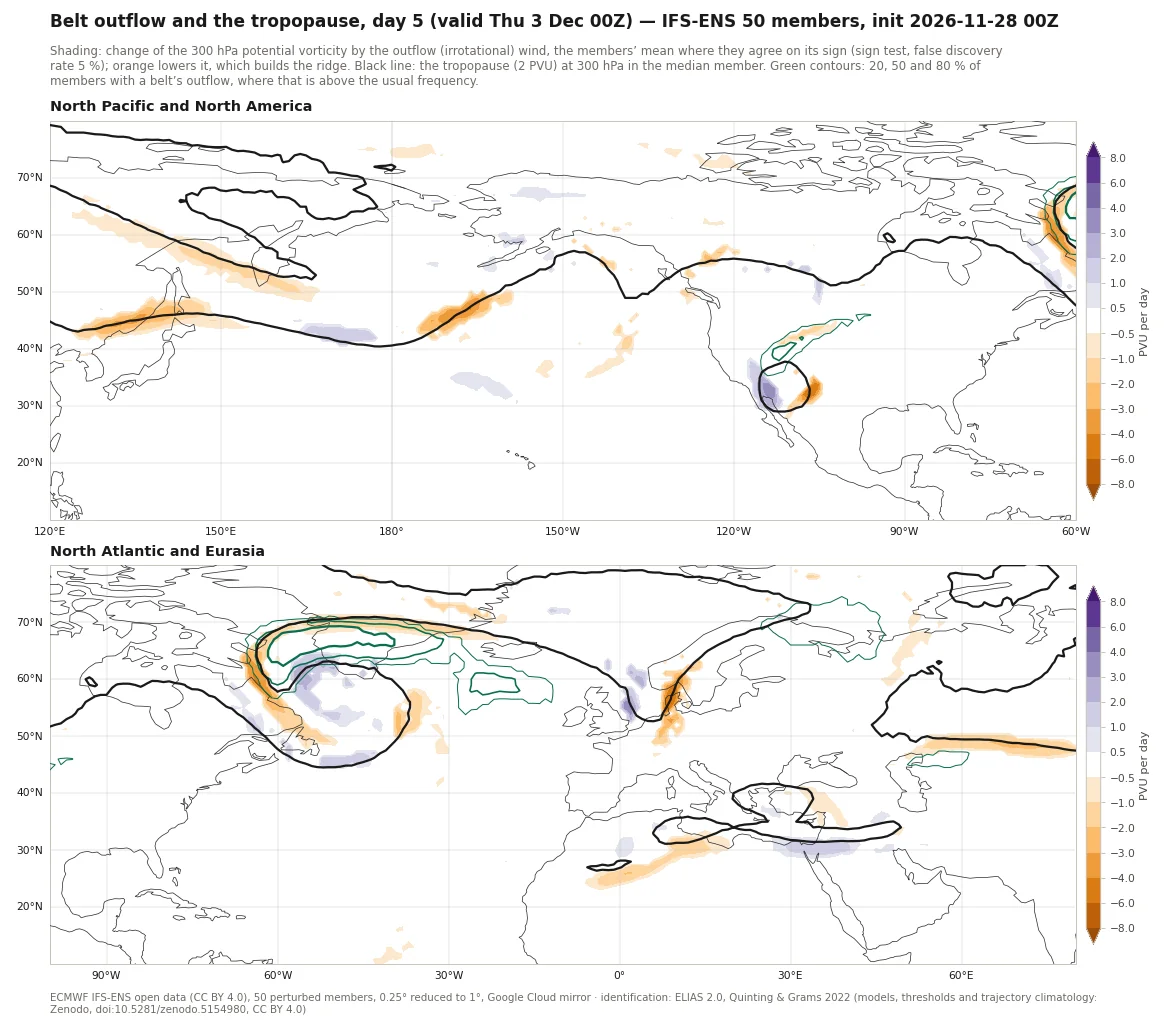 Belt outflow and the tropopause, day 5 (valid Thu 3 Dec 00Z) — IFS-ENS 50 members, init 2026-11-28 00Z
Shading: change of the 300 hPa potential vorticity by the outflow (irrotational) wind, the members’ mean where they agree on its sign (sign test, false discovery
rate 5 %); orange lowers it, which builds the ridge. Black line: the tropopause (2 PVU) at 300 hPa in the median member. Green contours: 20, 50 and 80 % of
members with a belt’s outflow, where that is above the usual frequency.
North Pacific and North America
70°N
60°N
50°N
40°N
30°N
20°N
120°E
150°E
180°
150°W
120°W
90°W
60°W
8.0
6.0
4.0
3.0
2.0
1.0
0.5
−0.5
−1.0
−2.0
−3.0
−4.0
−6.0
−8.0
PVU per day
North Atlantic and Eurasia
70°N
60°N
50°N
40°N
30°N
20°N
90°W
60°W
30°W
0°
30°E
60°E
8.0
6.0
4.0
3.0
2.0
1.0
0.5
−0.5
−1.0
−2.0
−3.0
−4.0
−6.0
−8.0
PVU per day
ECMWF IFS-ENS open data (CC BY 4.0), 50 perturbed members, 0.25° reduced to 1°, Google Cloud mirror · identification: ELIAS 2.0, Quinting & Grams 2022 (models, thresholds and trajectory climatology:
Zenodo, doi:10.5281/zenodo.5154980, CC BY 4.0)